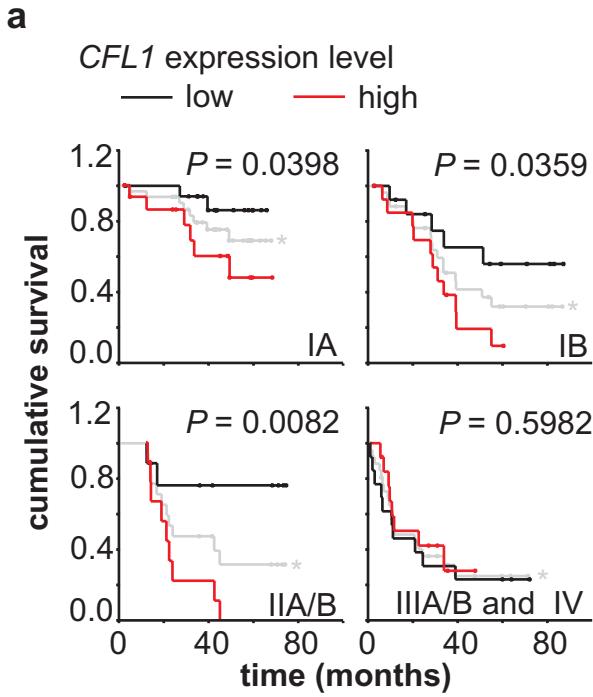 a
CFL1 expression level
low high
1.2
0.8
0.4
0.0
P = 0.0398
*
IA
P = 0.0359
*
IB
1.2
0.8
0.4
0.0
P = 0.0082
*
IIA/B
P = 0.5982
*
IIIA/B and IV
0 40 80
0 40 80
cumulative survival
time (months)